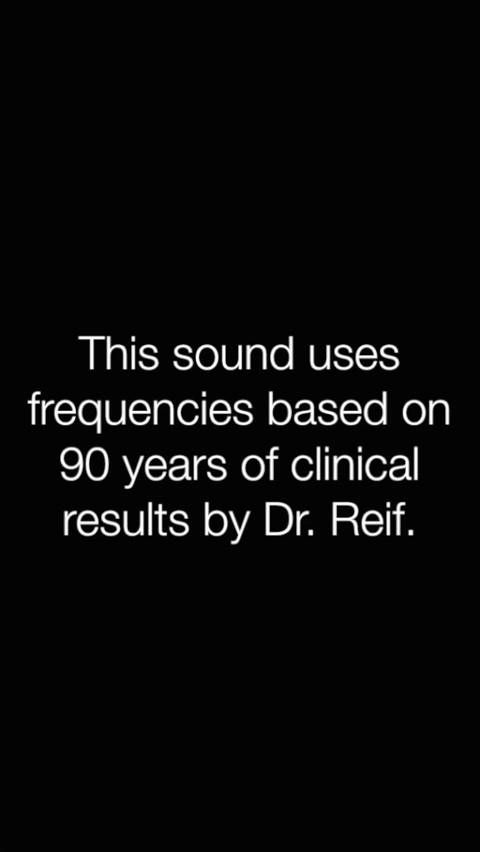 This sound uses
frequencies based on
90 years of clinical
results by Dr. Reif.